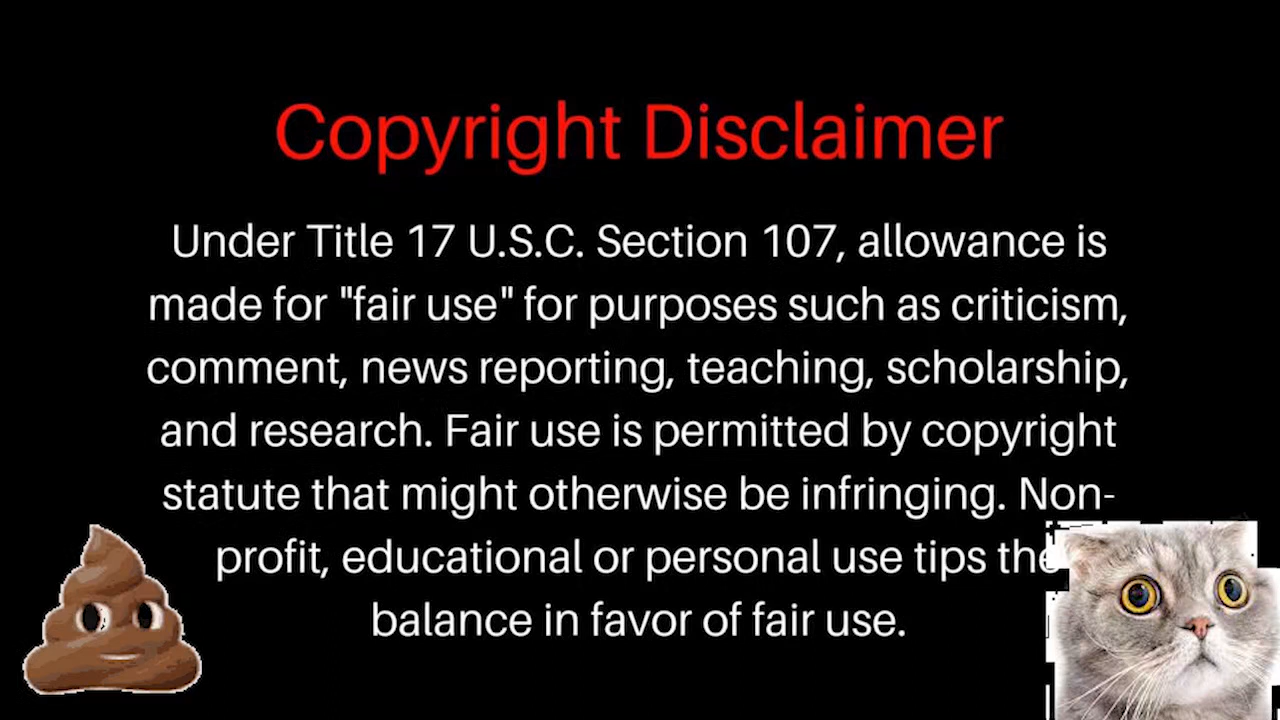 Copyright Disclaimer
Under Title 17 U.S.C. Section 107, allowance is
made for "fair use" for purposes such as criticism,
comment, news reporting, teaching, scholarship,
and research. Fair use is permitted by copyright
statute that might otherwise be infringing. Non-
profit, educational or personal use tips the
balance in favor of fair use.